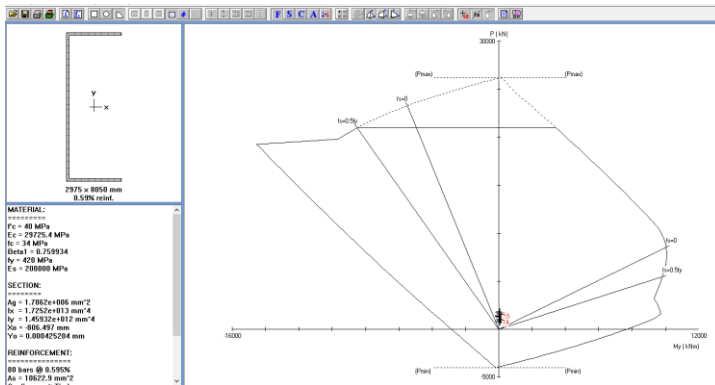 F S C A
P ( kN)
30000
(Pmax) (Pmax)
fs=0
fs=0.5fy
fs=0
fs=0.5fy
-16000
12000
My ( kNm)
(Pmin) (Pmin)
-5000
y
x
2975 x 8050 mm
0.59% reinf.
MATERIAL:
=========
f'c = 40 MPa
Ec = 29725.4 MPa
fc = 34 MPa
Beta1 = 0.759934
fy = 420 MPa
Es = 200000 MPa
SECTION:
========
Ag = 1.7862e+006 mm^2
Ix = 1.7252e+013 mm^4
Iy = 1.45932e+012 mm^4
Xo = -806.497 mm
Yo = 0.000425204 mm
REINFORCEMENT:
==============
80 bars @ 0.595%
As = 10622.9 mm^2